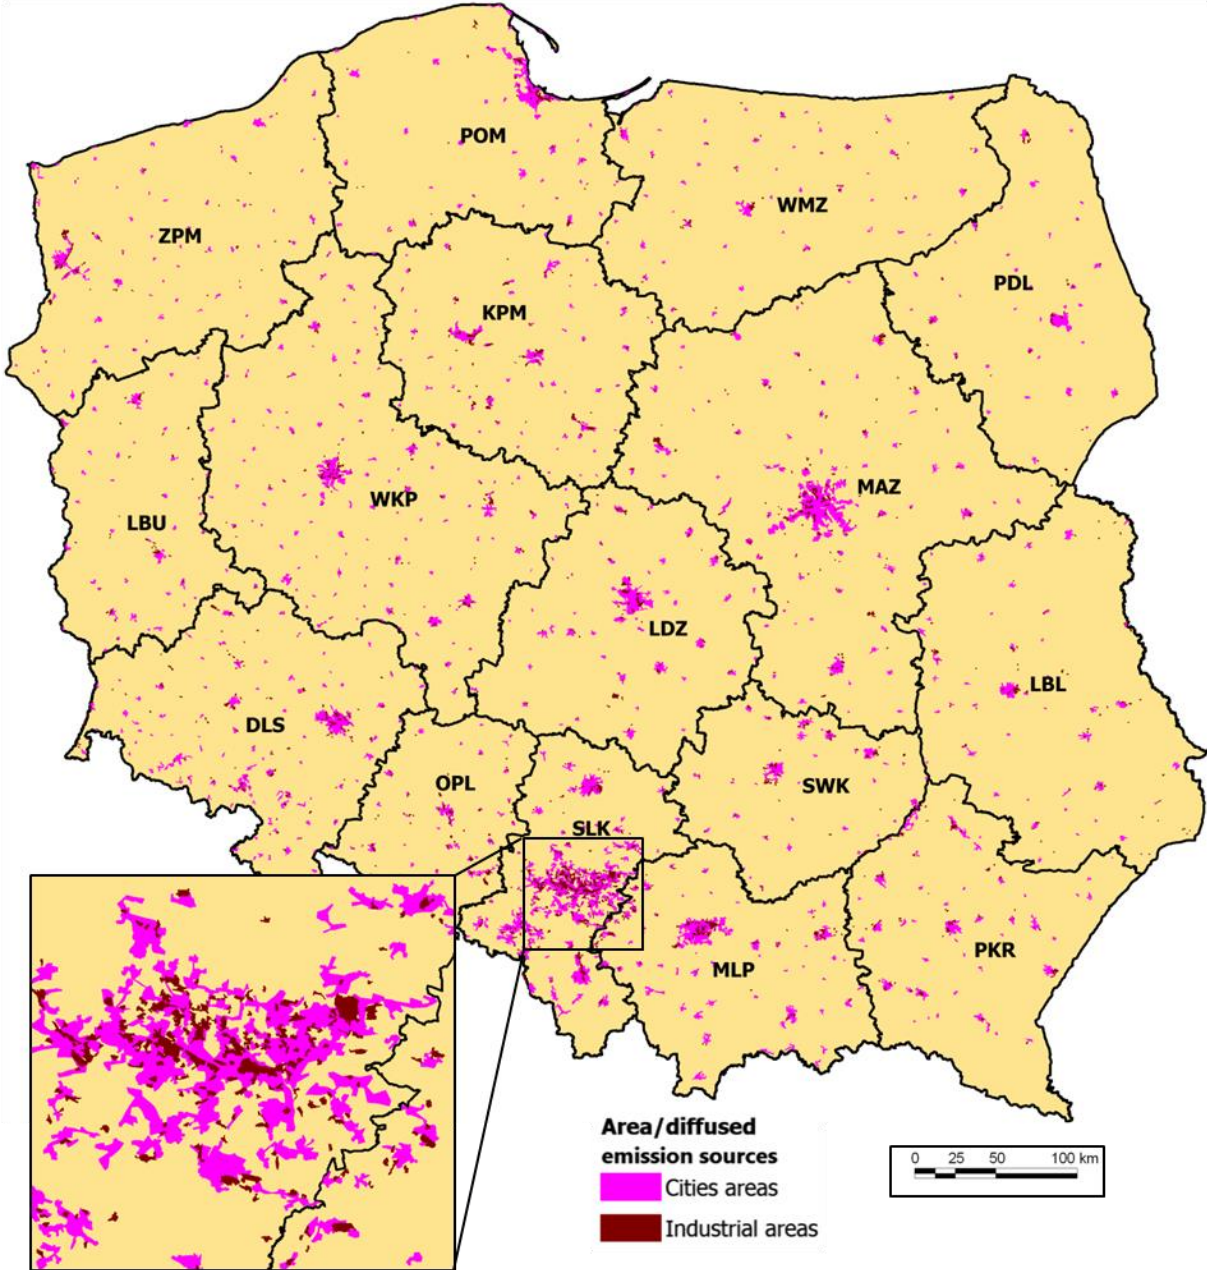 POM
WMZ
ZPM
PDL
KPM
MAZ
WKP
LBU
LDZ
LBL
DLS
OPL
SWK
SLK
PKR
MLP
Area/diffused
emission sources
Cities areas
Industrial areas
0 25 50 100 km